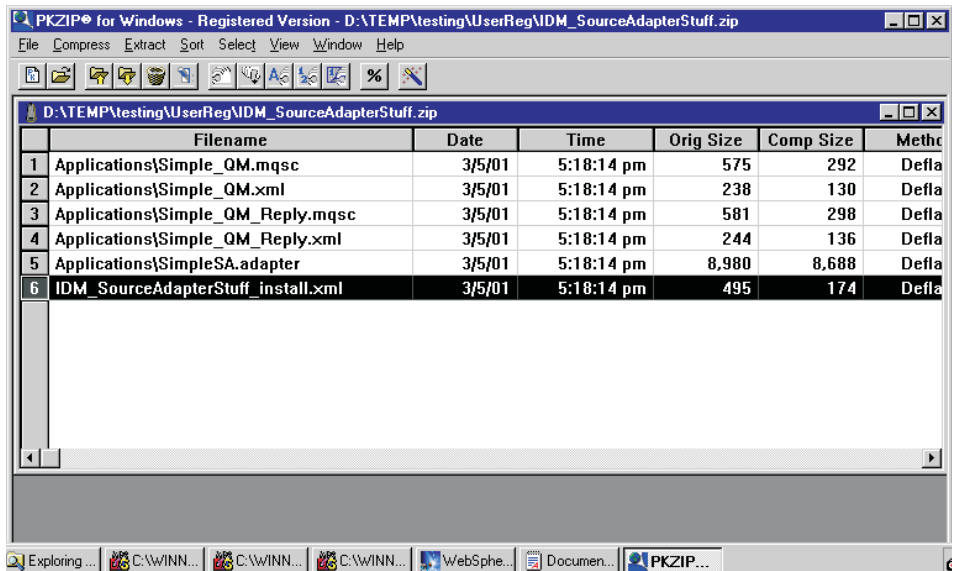 PKZIP® for Windows - Registered Version - D:\TEMP\testing\UserReg\IDM_SourceAdapterStuff.zip
File Compress Extract Sort Select View Window Help
%
D:\TEMP\testing\UserReg\IDM_SourceAdapterStuff.zip
Filename Date Time Orig Size Comp Size Metho
1 Applications\Simple_QM.mqsc 3/5/01 5:18:14 pm 575 292 Defla
2 Applications\Simple_QM.xml 3/5/01 5:18:14 pm 238 130 Defla
3 Applications\Simple_QM_Reply.mqsc 3/5/01 5:18:14 pm 581 298 Defla
4 Applications\Simple_QM_Reply.xml 3/5/01 5:18:14 pm 244 136 Defla
5 Applications\SimpleSA.adapter 3/5/01 5:18:14 pm 8,980 8,688 Defla
6 IDM_SourceAdapterStuff_install.xml 3/5/01 5:18:14 pm 495 174 Defla
Exploring ... C:\WINN... C:\WINN... C:\WINN... WebSphe... Documen... PKZIP...